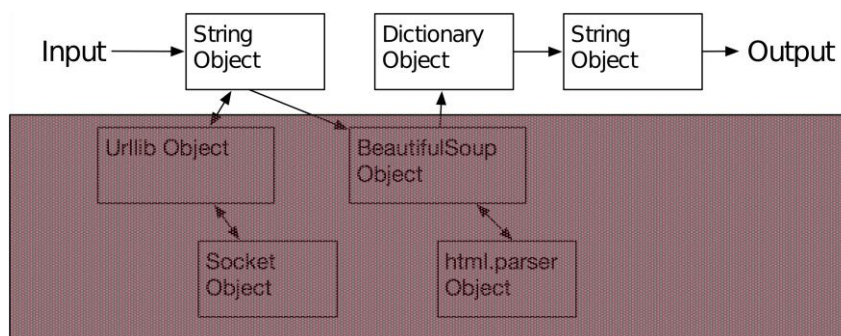 Input
String
Object
Dictionary
Object
String
Object
Output
Urllib Object
BeautifulSoup
Object
Socket
Object
html.parser
Object